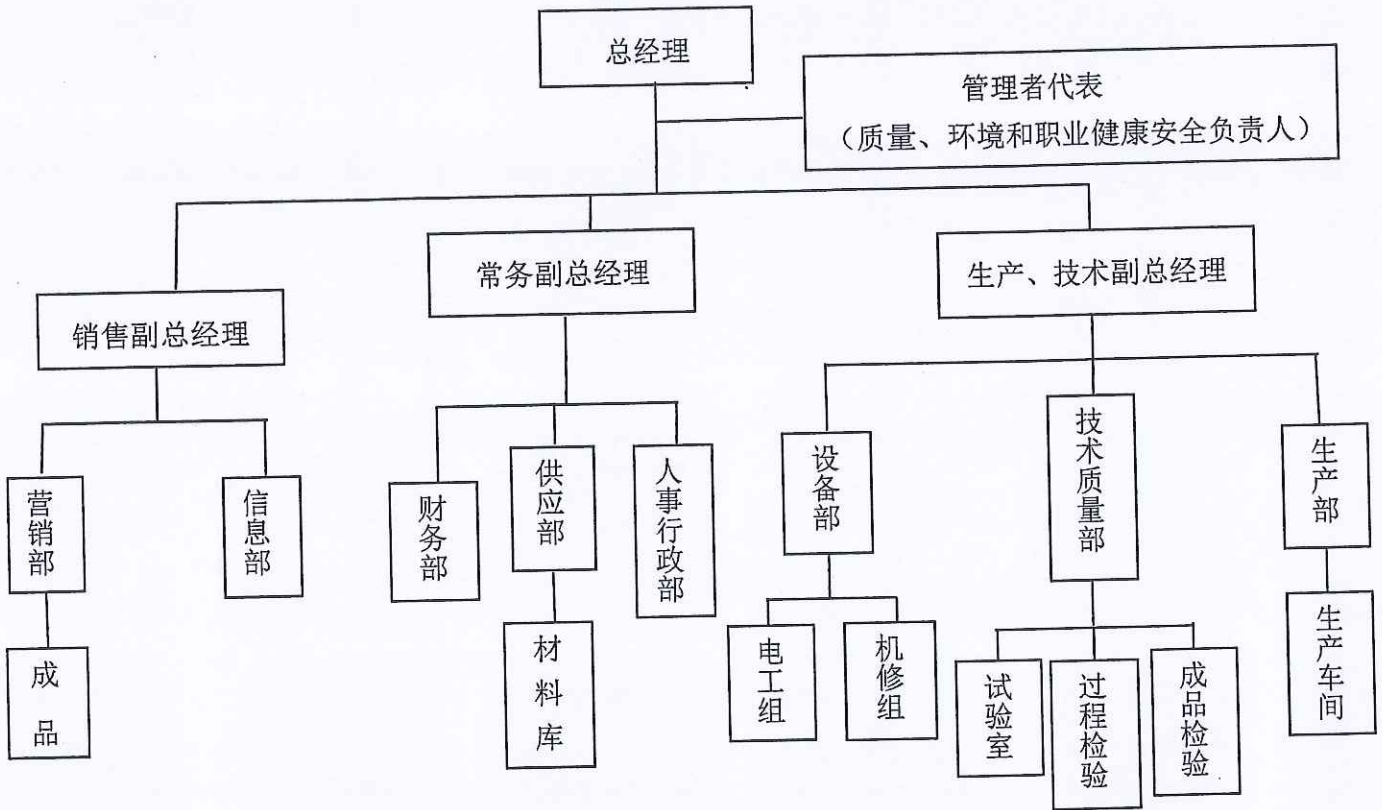 总经理
管理者代表
（质量、环境和职业健康安全负责人）
常务副总经理
生产、技术副总经理
销售副总经理
营销部
信息部
财务部
供应部
人事行政部
设备部
技术质量部
生产部
成品
材料库
电工组
机修组
试验室
过程检验
成品检验
生产车间